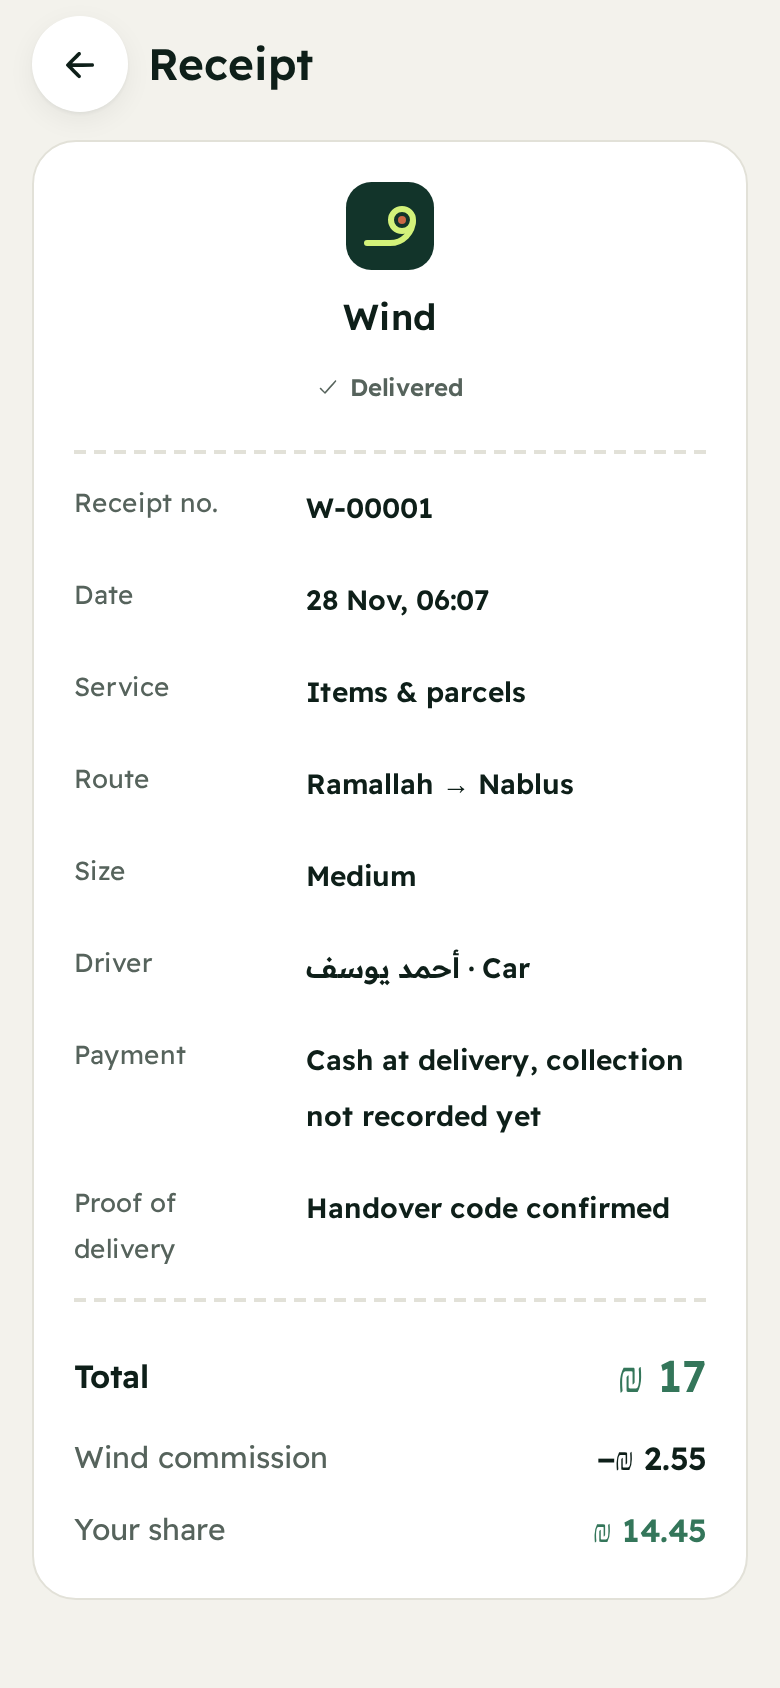 Receipt
Wind
Delivered
Receipt no. W-00001
Date 28 Nov, 06:07
Service Items & parcels
Route Ramallah → Nablus
Size Medium
Driver أحمد يوسف · Car
Payment Cash at delivery, collection
not recorded yet
Proof of Handover code confirmed
delivery
Total ₪ 17
Wind commission –₪ 2.55
Your share ₪ 14.45